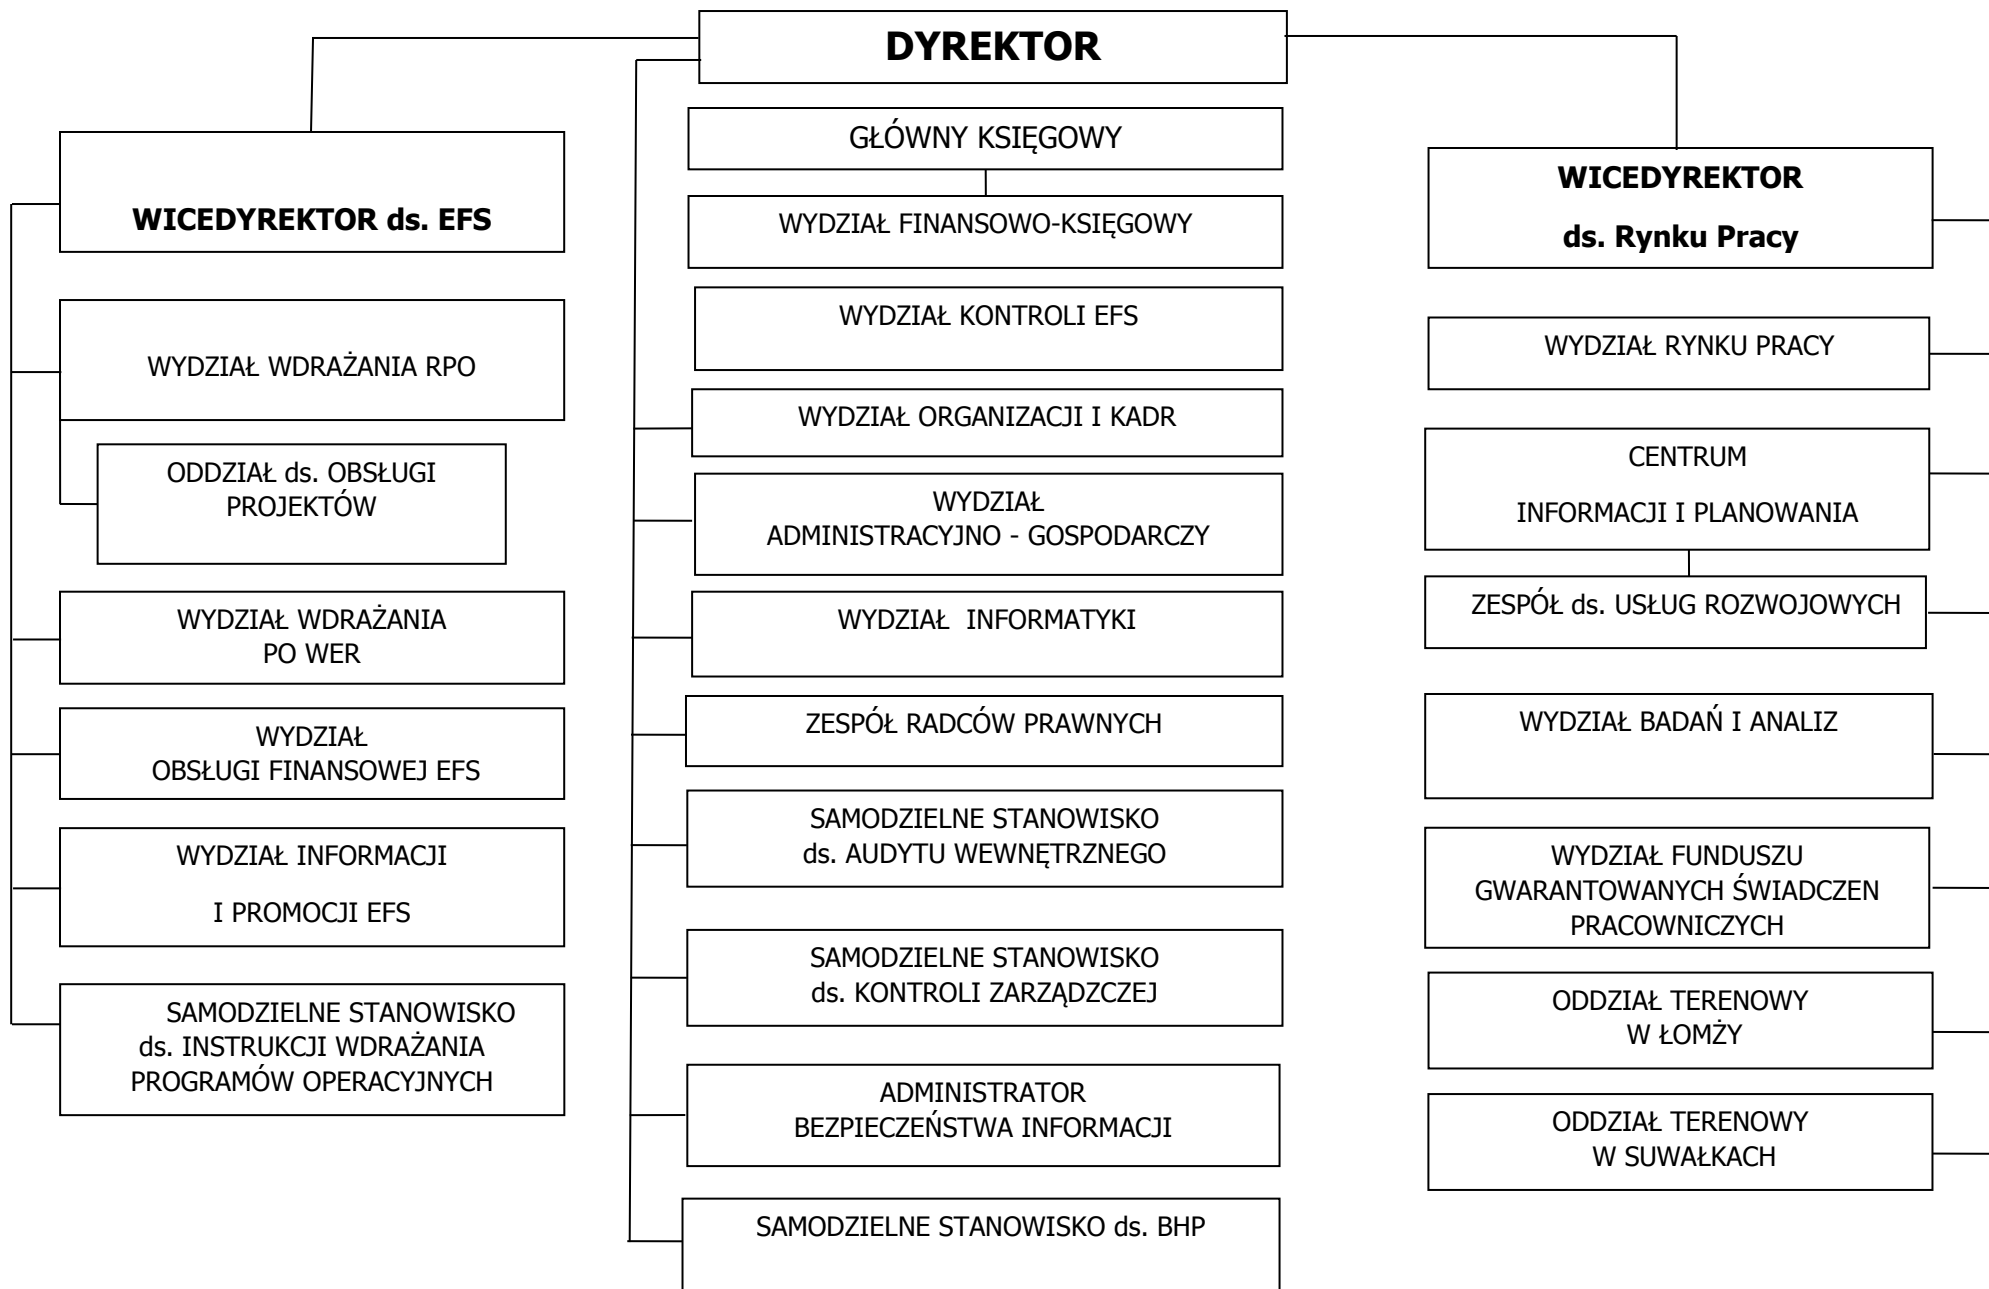 DYREKTOR
WICEDYREKTOR ds. EFS
WYDZIAŁ WDRAŻANIA RPO
ODDZIAŁ ds. OBSŁUGI
PROJEKTÓW
WYDZIAŁ WDRAŻANIA
PO WER
WYDZIAŁ
OBSŁUGI FINANSOWEJ EFS
WYDZIAŁ INFORMACJI
I PROMOCJI EFS
SAMODZIELNE STANOWISKO
ds. INSTRUKCJI WDRAŻANIA
PROGRAMÓW OPERACYJNYCH
GŁÓWNY KSIĘGOWY
WYDZIAŁ FINANSOWO-KSIĘGOWY
WYDZIAŁ KONTROLI EFS
WYDZIAŁ ORGANIZACJI I KADR
WYDZIAŁ
ADMINISTRACYJNO - GOSPODARCZY
WYDZIAŁ INFORMATYKI
ZESPÓŁ RADCÓW PRAWNYCH
SAMODZIELNE STANOWISKO
ds. AUDYTU WEWNĘTRZNEGO
SAMODZIELNE STANOWISKO
ds. KONTROLI ZARZĄDZCZEJ
ADMINISTRATOR
BEZPIECZEŃSTWA INFORMACJI
SAMODZIELNE STANOWISKO ds. BHP
WICEDYREKTOR
ds. Rynku Pracy
WYDZIAŁ RYNKU PRACY
CENTRUM
INFORMACJI I PLANOWANIA
ZESPÓŁ ds. USŁUG ROZWOJOWYCH
WYDZIAŁ BADAŃ I ANALIZ
WYDZIAŁ FUNDUSZU
GWARANTOWANYCH ŚWIADCZEN
PRACOWNICZYCH
ODDZIAŁ TERENOWY
W ŁOMŻY
ODDZIAŁ TERENOWY
W SUWAŁKACH